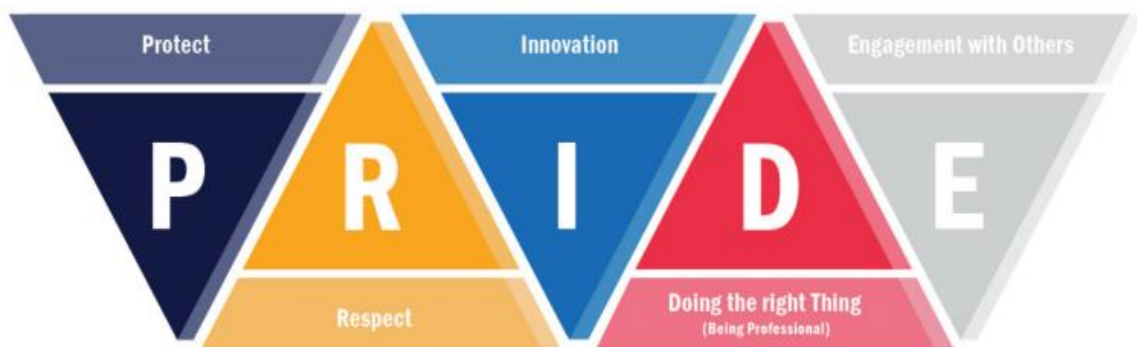 Protect
Innovation
Engagement with Others
P R I D E
Respect
Doing the right Thing
(Being Professional)